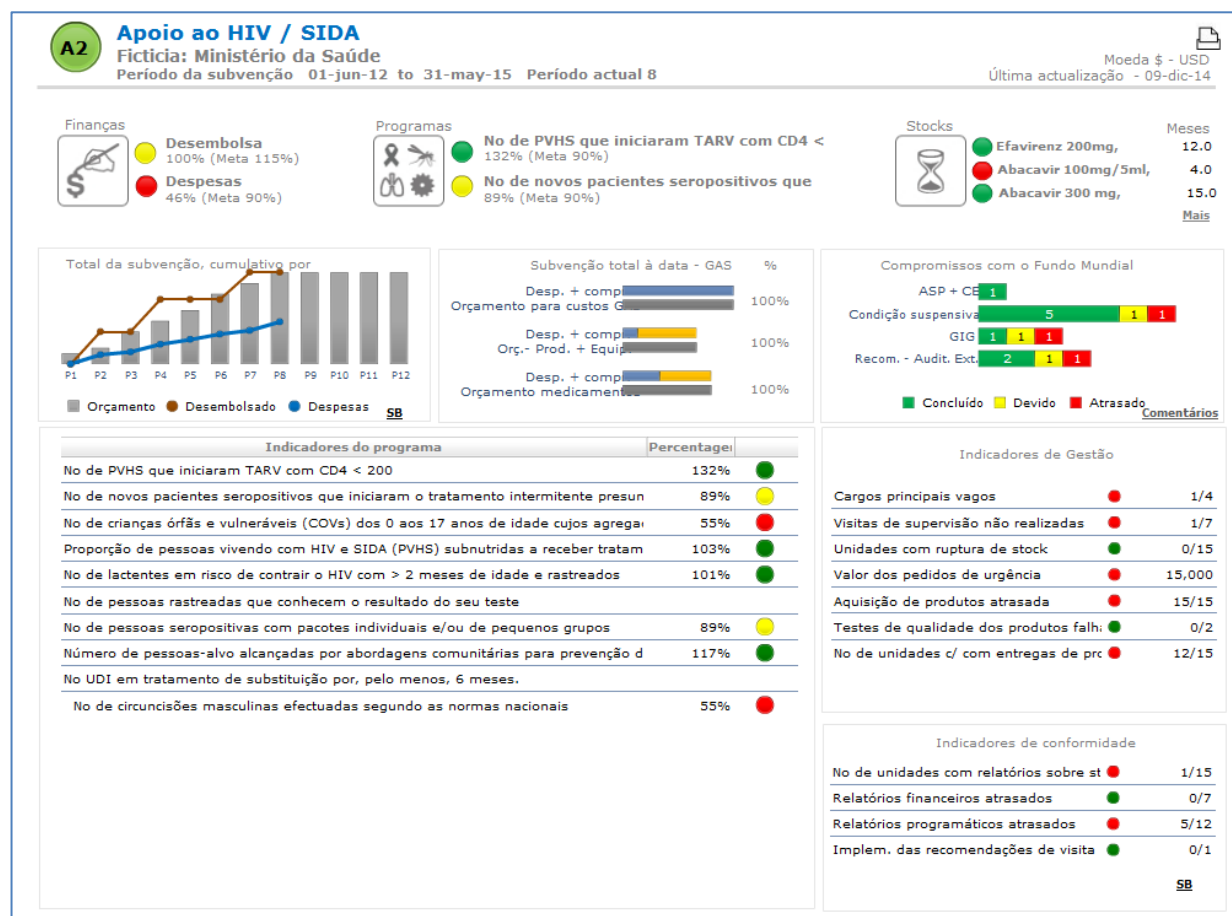 A2
Apoio ao HIV / SIDA
Ficticia: Ministério da Saúde
Período da subvenção 01-jun-12 to 31-may-15 Período actual 8
Moeda $ - USD
Última actualização - 09-dic-14
Finanças
Desembolsa
100% (Meta 115%)
Despesas
46% (Meta 90%)
Programas
No de PVHS que iniciaram TARV com CD4 <
132% (Meta 90%)
No de novos pacientes seropositivos que
89% (Meta 90%)
Stocks Meses
Efavirenz 200mg, 12.0
Abacavir 100mg/5ml, 4.0
Abacavir 300 mg, 15.0
Mais
Total da subvenção, cumulativo por
P1 P2 P3 P4 P5 P6 P7 P8 P9 P10 P11 P12
Orçamento Desembolsado Despesas SB
Subvenção total à data - GAS %
Desp. + comp
Orçamento para custos G 100%
Desp. + comp
Orç.- Prod. + Equip. 100%
Desp. + comp
Orçamento medicamentos 100%
Compromissos com o Fundo Mundial
ASP + CE 1
Condição suspensiva 5 1 1
GIG 1 1 1
Recom. - Audit. Ext. 2 1 1
Concluído Devido Atrasado
Comentários
Indicadores do programa Percentage
No de PVHS que iniciaram TARV com CD4 < 200 132%
No de novos pacientes seropositivos que iniciaram o tratamento intermitente presun 89%
No de crianças órfãs e vulneráveis (COVs) dos 0 aos 17 anos de idade cujos agrega 55%
Proporção de pessoas vivendo com HIV e SIDA (PVHS) subnutridas a receber tratam 103%
No de lactentes em risco de contrair o HIV com > 2 meses de idade e rastreados 101%
No de pessoas rastreadas que conhecem o resultado do seu teste
No de pessoas seropositivas com pacotes individuais e/ou de pequenos grupos 89%
Número de pessoas-alvo alcançadas por abordagens comunitárias para prevenção d 117%
No UDI em tratamento de substituição por, pelo menos, 6 meses.
No de circuncisões masculinas efectuadas segundo as normas nacionais 55%
Indicadores de Gestão
Cargos principais vagos 1/4
Visitas de supervisão não realizadas 1/7
Unidades com ruptura de stock 0/15
Valor dos pedidos de urgência 15,000
Aquisição de produtos atrasada 15/15
Testes de qualidade dos produtos falh 0/2
No de unidades c/ com entregas de prc 12/15
Indicadores de conformidade
No de unidades com relatórios sobre st 1/15
Relatórios financeiros atrasados 0/7
Relatórios programáticos atrasados 5/12
Implem. das recomendações de visita 0/1
SB